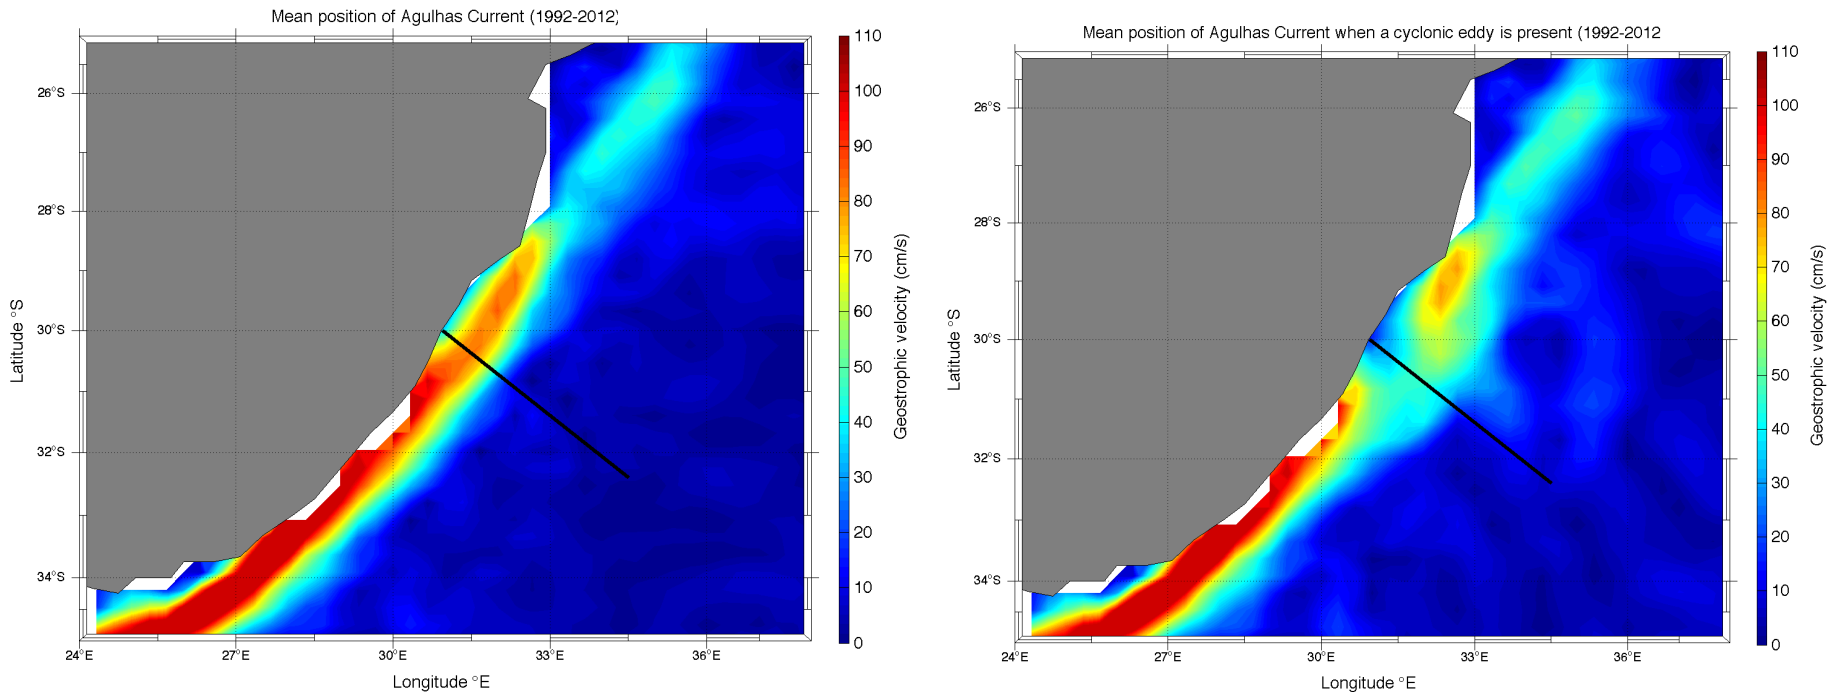 Mean position of Agulhas Current (1992-2012)
26°S
28°S
30°S
32°S
34°S
24°E
27°E
30°E
33°E
36°E
Latitude °S
Longitude °E
110
100
90
80
70
60
50
40
30
20
10
0
Geostrophic velocity (cm/s)
Mean position of Agulhas Current when a cyclonic eddy is present (1992-2012
26°S
28°S
30°S
32°S
34°S
24°E
27°E
30°E
33°E
36°E
Latitude °S
Longitude °E
110
100
90
80
70
60
50
40
30
20
10
0
Geostrophic velocity (cm/s)